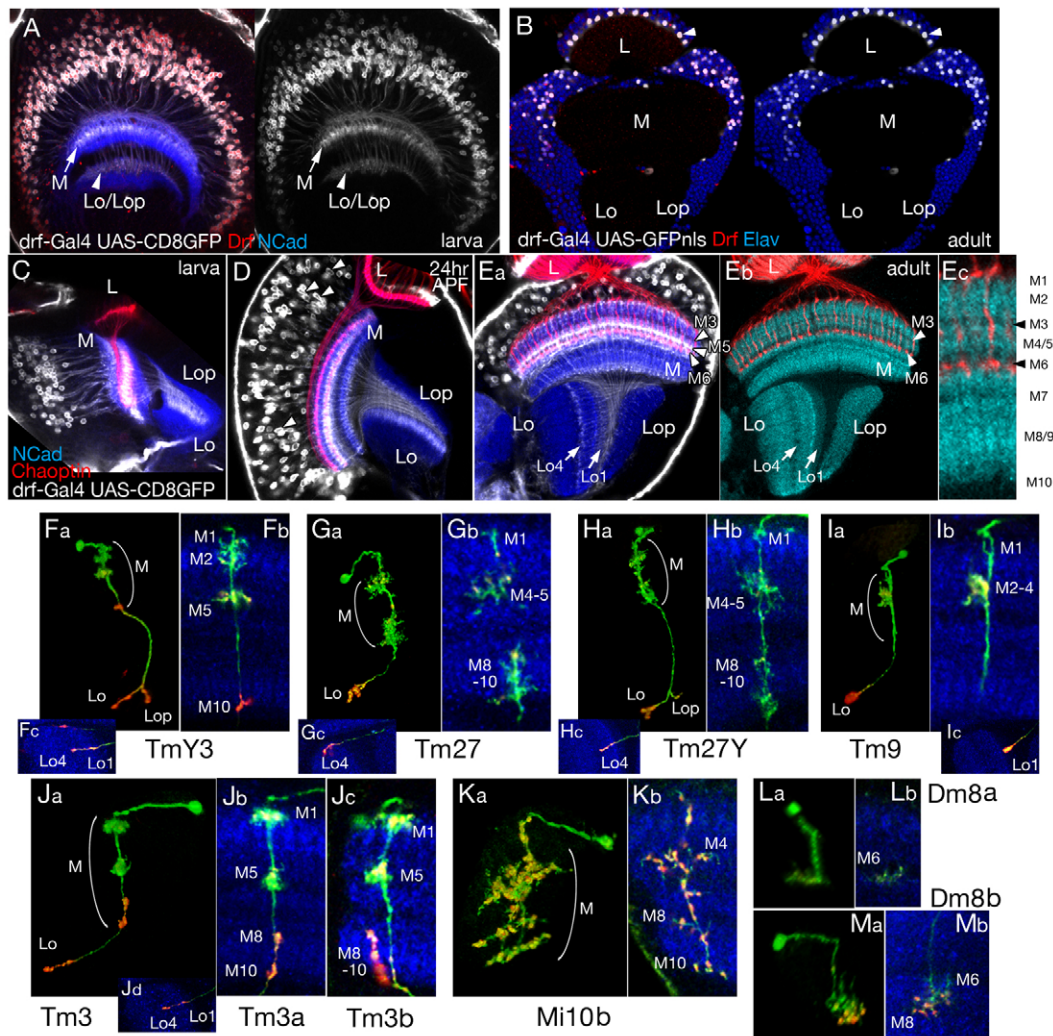 A
M
Lo/Lop
drf-Gal4 UAS-CD8GFP Drf NCad
M
Lo/Lop
larva
B
L
M
Lo
Lop
drf-Gal4 UAS-GFPnls Drf Elav
L
M
Lo
Lop
adult
C
larva
L
M
Lop
Lo
NCad
Chaoptin
drf-Gal4 UAS-CD8GFP
D
L
24hr
APF
M
Lop
Lo
Ea
L
M3
M5
M6
M
Lo
Lop
Lo4
Lo1
Eb
adult
L
M3
M
M6
Lo
Lop
Lo4
Lo1
Ec
M1
M2
M3
M4/5
M6
M7
M8/9
M10
Fa
M
Lo
Lop
Fb
M1
M2
M5
M10
Fc
Lo4
Lo1
TmY3
Ga
M
Lo
Gb
M1
M4-5
M8
-10
Gc
Lo4
Tm27
Ha
M
Lo
Lop
Hb
M1
M4-5
M8
-10
Hc
Lo4
Tm27Y
Ia
M
Lo
Ib
M1
M2-4
Ic
Lo1
Tm9
Ja
M
Lo
Jb
M1
M5
M8
M10
Jc
M1
M5
M8
-10
Jd
Lo4
Lo1
Tm3
Tm3a
Tm3b
Ka
M
Kb
M4
M8
M10
Mi10b
La
Lb
M6
Dm8a
Dm8b
Ma
Mb
M6
M8